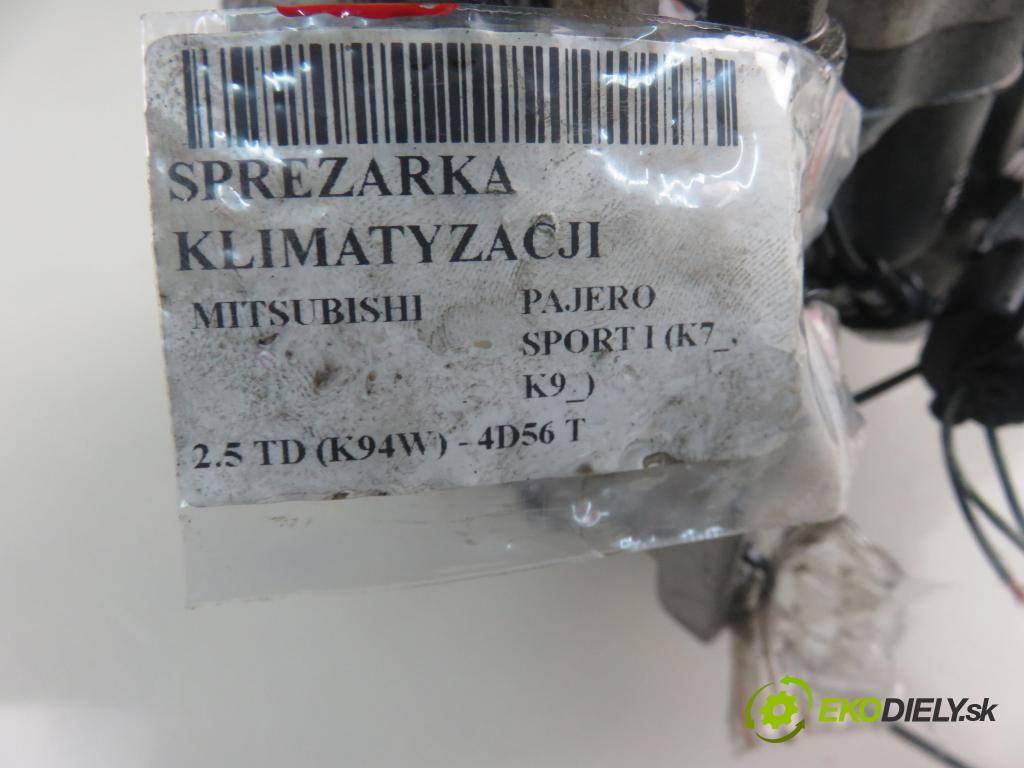 SPREZARKA
KLIMATYZACJI
MITSUBISHI PAJERO
SPORT I (K7_,
K9_)
2.5 TD (K94W) - 4D56 T
EKODIELY.sk